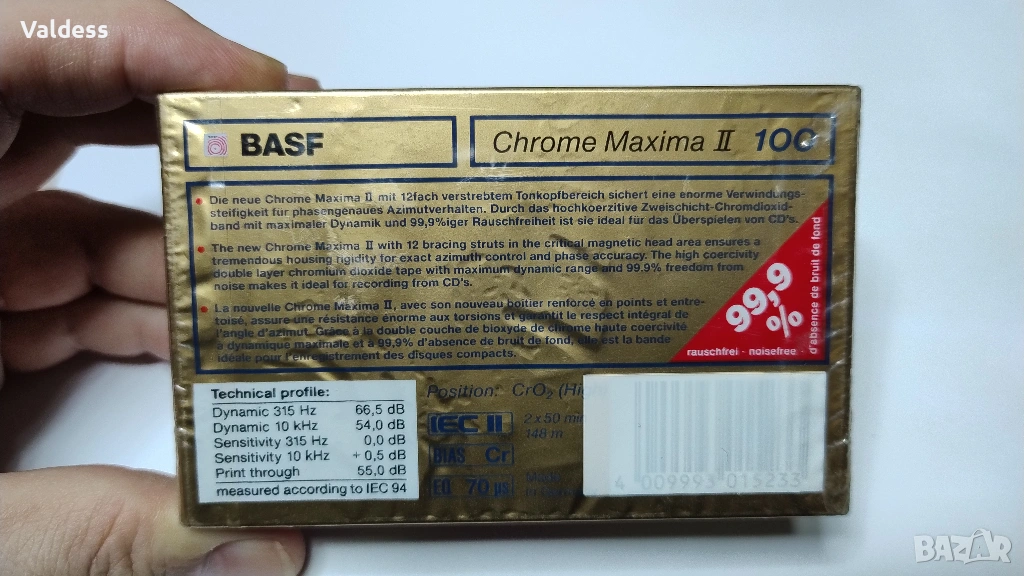 Valdess
BASF
Chrome Maxima II 100
• Die neue Chrome Maxima II mit 12fach verstrebtem Tonkopfbereich sichert eine enorme Verwindungs-
steifigkeit für phasengenaues Azimutverhalten. Durch das hochkoerzitive Zweischicht-Chromdioxid-
band mit maximaler Dynamik und 99,9%iger Rauschfreiheit ist sie ideal für das Überspielen von CD's.
• The new Chrome Maxima II with 12 bracing struts in the critical magnetic head area ensures a
tremendous housing rigidity for exact azimuth control and phase accuracy. The high coercivity
double layer chromium dioxide tape with maximum dynamic range and 99.9% freedom from
noise makes it ideal for recording from CD's.
• La nouvelle Chrome Maxima II, avec son nouveau boîtier renforcé en points et entre-
toisé, assure une résistance énorme aux torsions et garantit le respect intégral de
l'angle d'azimut. Grâce à la double couche de bioxyde de chrome haute coercivité
à dynamique maximale et à 99,9% d'absence de bruit de fond, elle est la bande
idéale pour l'enregistrement des disques compacts.
99,9
%
rauschfrei - noisefree -
d'absence de bruit de fond
Technical profile:
Dynamic 315 Hz 66,5 dB
Dynamic 10 kHz 54,0 dB
Sensitivity 315 Hz 0,0 dB
Sensitivity 10 kHz + 0,5 dB
Print through 55,0 dB
measured according to IEC 94
Position: CrO2 (High
IEC II
2 x 50 min
148 m
BIAS Cr
EQ 70 µs
Made
4 009993 015233
BAZAR